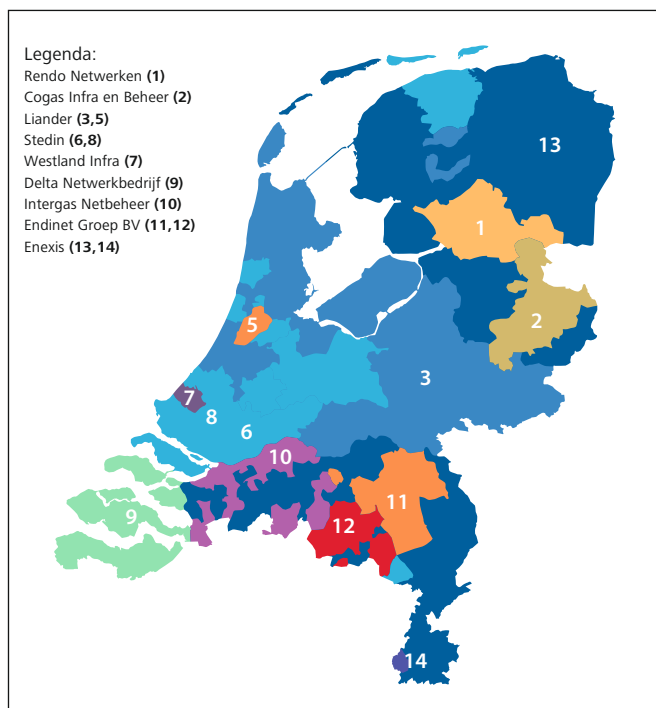 Legenda:
Rendo Netwerken (1)
Cogas Infra en Beheer (2)
Liander (3,5)
Stedin (6,8)
Westland Infra (7)
Delta Netwerkbedrijf (9)
Intergas Netbeheer (10)
Endinet Groep BV (11,12)
Enexis (13,14)
13
1
2
5
3
7
8
6
10
11
9
12
14